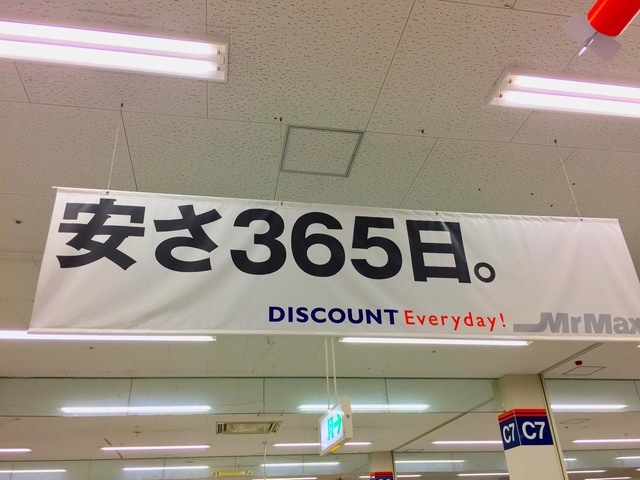 安さ365日。
DISCOUNT Everyday!
MrMax
C7 C7